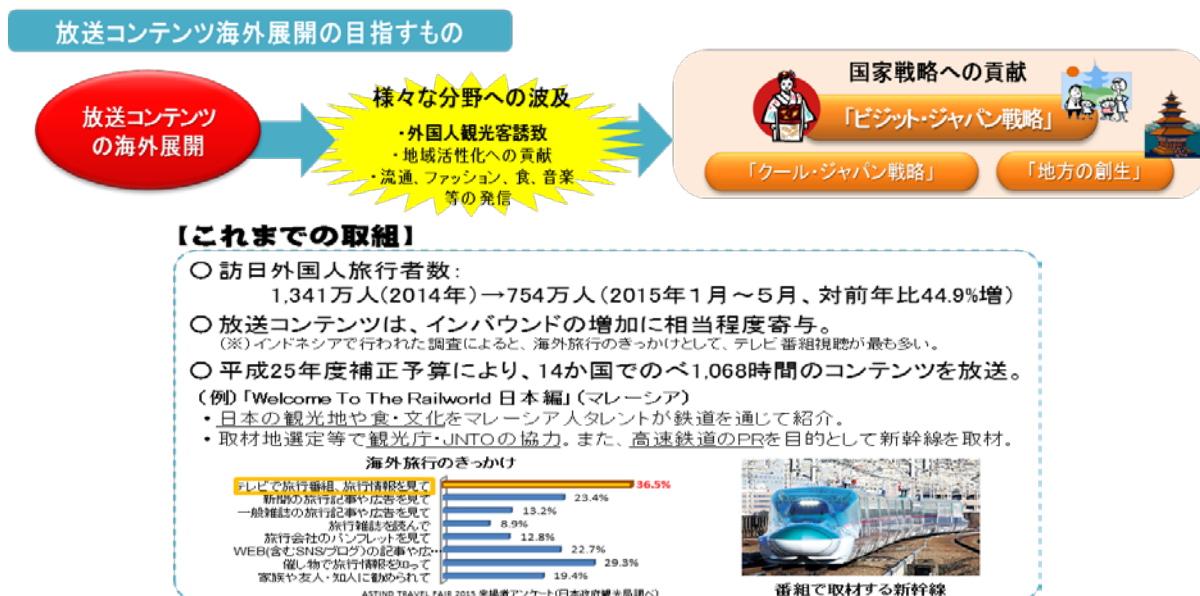 放送コンテンツ海外展開の目指すもの
放送コンテンツ
の海外展開
様々な分野への波及
・外国人観光客誘致
・地域活性化への貢献
・流通、ファッション、食、音楽
等の発信
国家戦略への貢献
「ビジット・ジャパン戦略」
「クール・ジャパン戦略」
「地方の創生」
【これまでの取組】
○ 訪日外国人旅行者数：
1,341万人(2014年)→754万人(2015年1月～5月、対前年比44.9%増)
○ 放送コンテンツは、インバウンドの増加に相当程度寄与。
(※)インドネシアで行われた調査によると、海外旅行のきっかけとして、テレビ番組視聴が最も多い。
○ 平成25年度補正予算により、14か国でのべ1,068時間のコンテンツを放送。
(例)「Welcome To The Railworld 日本編」(マレーシア)
・日本の観光地や食・文化をマレーシア人タレントが鉄道を通じて紹介。
・取材地選定等で観光庁・JNTOの協力。また、高速鉄道のPRを目的として新幹線を取材。
海外旅行のきっかけ
テレビで旅行番組、旅行情報を見て 36.5%
新聞の旅行記事や広告を見て 23.4%
一般雑誌の旅行記事や広告を見て 13.2%
旅行雑誌を読んで 8.9%
旅行会社のパンフレットを見て 12.8%
WEB(含むSNS/ブログ)の記事や広… 22.7%
催し物で旅行情報を知って 29.3%
家族や友人・知人に勧められて 19.4%
ASTIND TRAVEL FAIR 2015 来場者アンケート(日本政府観光局調べ)
番組で取材する新幹線